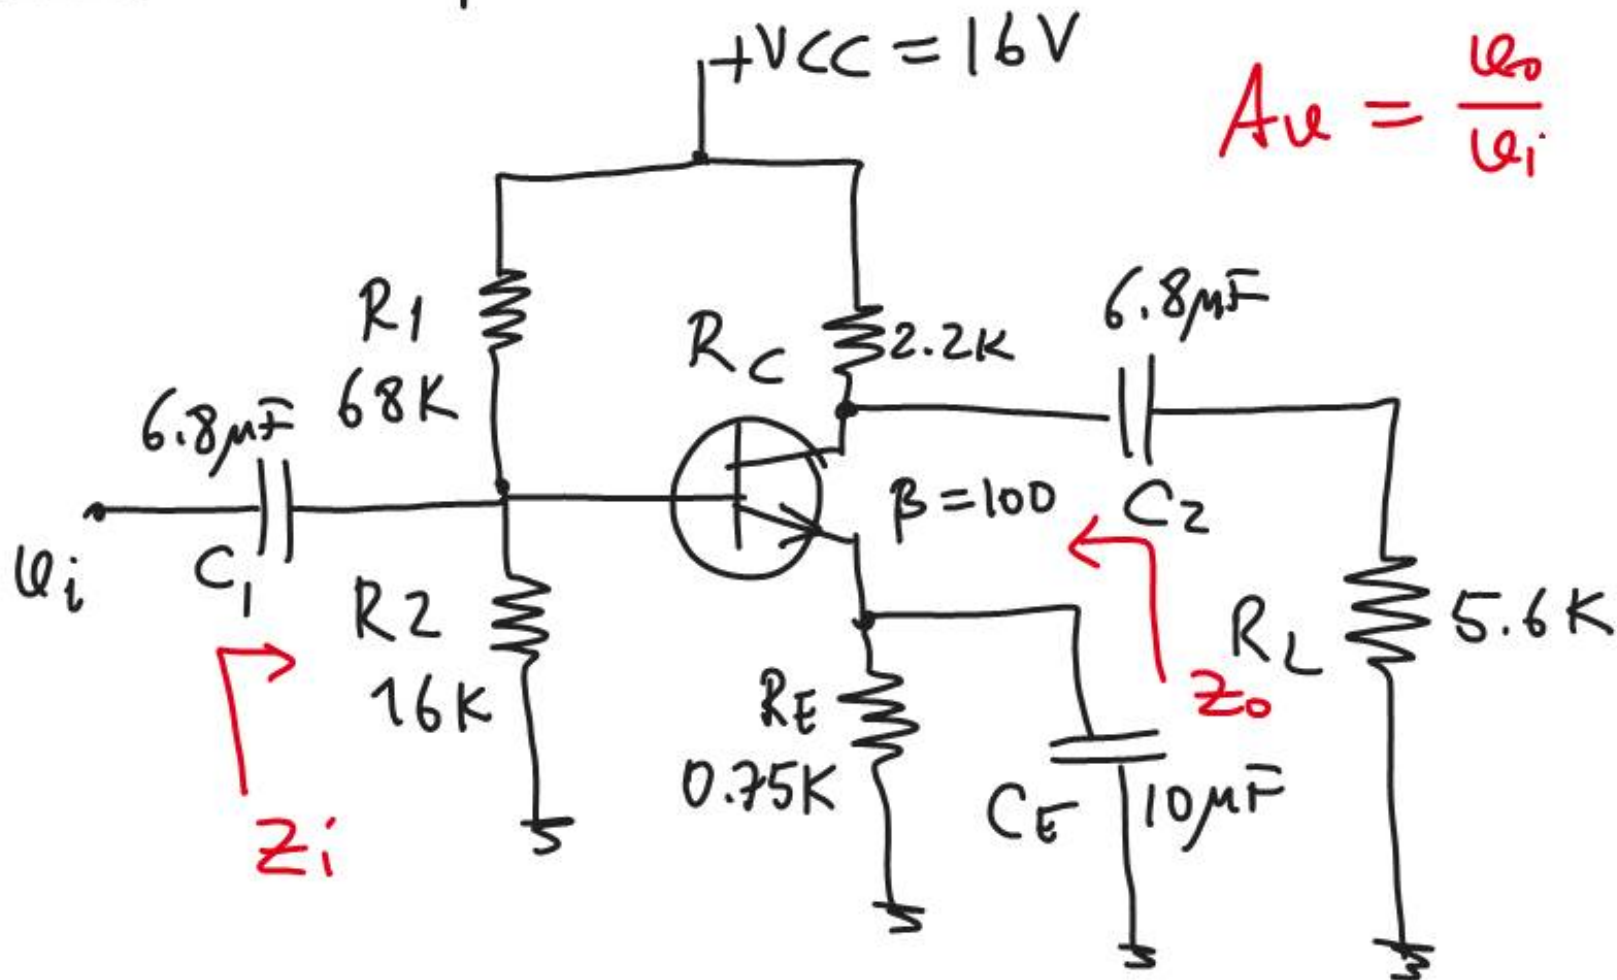 +VCC = 16V
Av = vo/vi
R1
68K
RC
2.2K
6.8μF
6.8μF
C1
vi
β = 100
C2
R2
16K
RE
0.75K
CE
10μF
RL
5.6K
Zo
Zi